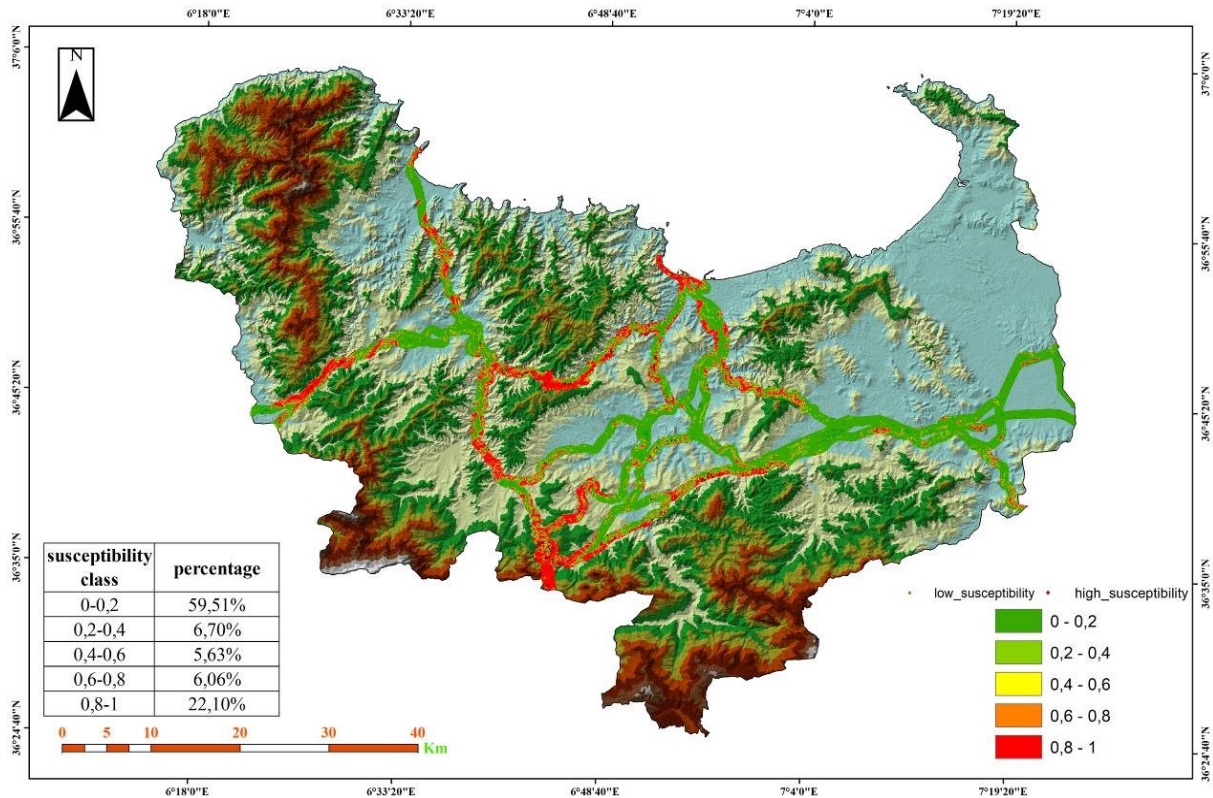 6°18'0"E 6°33'20"E 6°48'40"E 7°4'0"E 7°19'20"E
37°6'0"N
37°6'0"N
N
36°55'40"N
36°55'40"N
36°45'20"N
36°45'20"N
36°35'0"N
36°35'0"N
36°24'40"N
36°24'40"N
susceptibility class percentage
0-0,2 59,51%
0,2-0,4 6,70%
0,4-0,6 5,63%
0,6-0,8 6,06%
0,8-1 22,10%
0 5 10 20 30 40
Km
low_susceptibility high_susceptibility
0 - 0,2
0,2 - 0,4
0,4 - 0,6
0,6 - 0,8
0,8 - 1
6°18'0"E 6°33'20"E 6°48'40"E 7°4'0"E 7°19'20"E